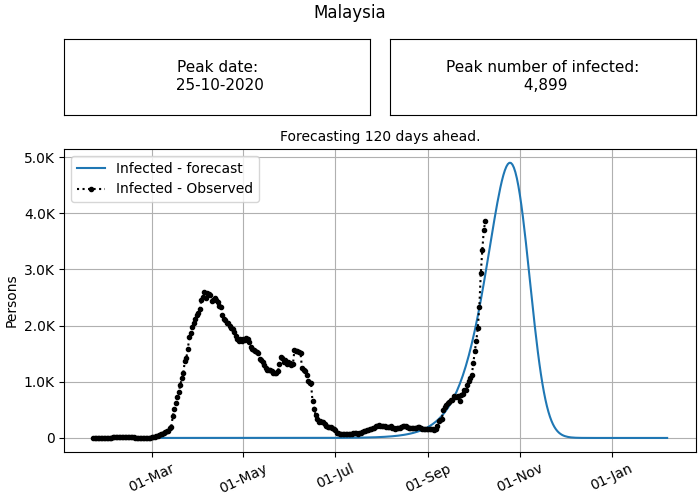 Malaysia
Peak date:
25-10-2020
Peak number of infected:
4,899
Forecasting 120 days ahead.
Infected - forecast
Infected - Observed
5.0K
4.0K
3.0K
2.0K
1.0K
0
Persons
01-Mar
01-May
01-Jul
01-Sep
01-Nov
01-Jan